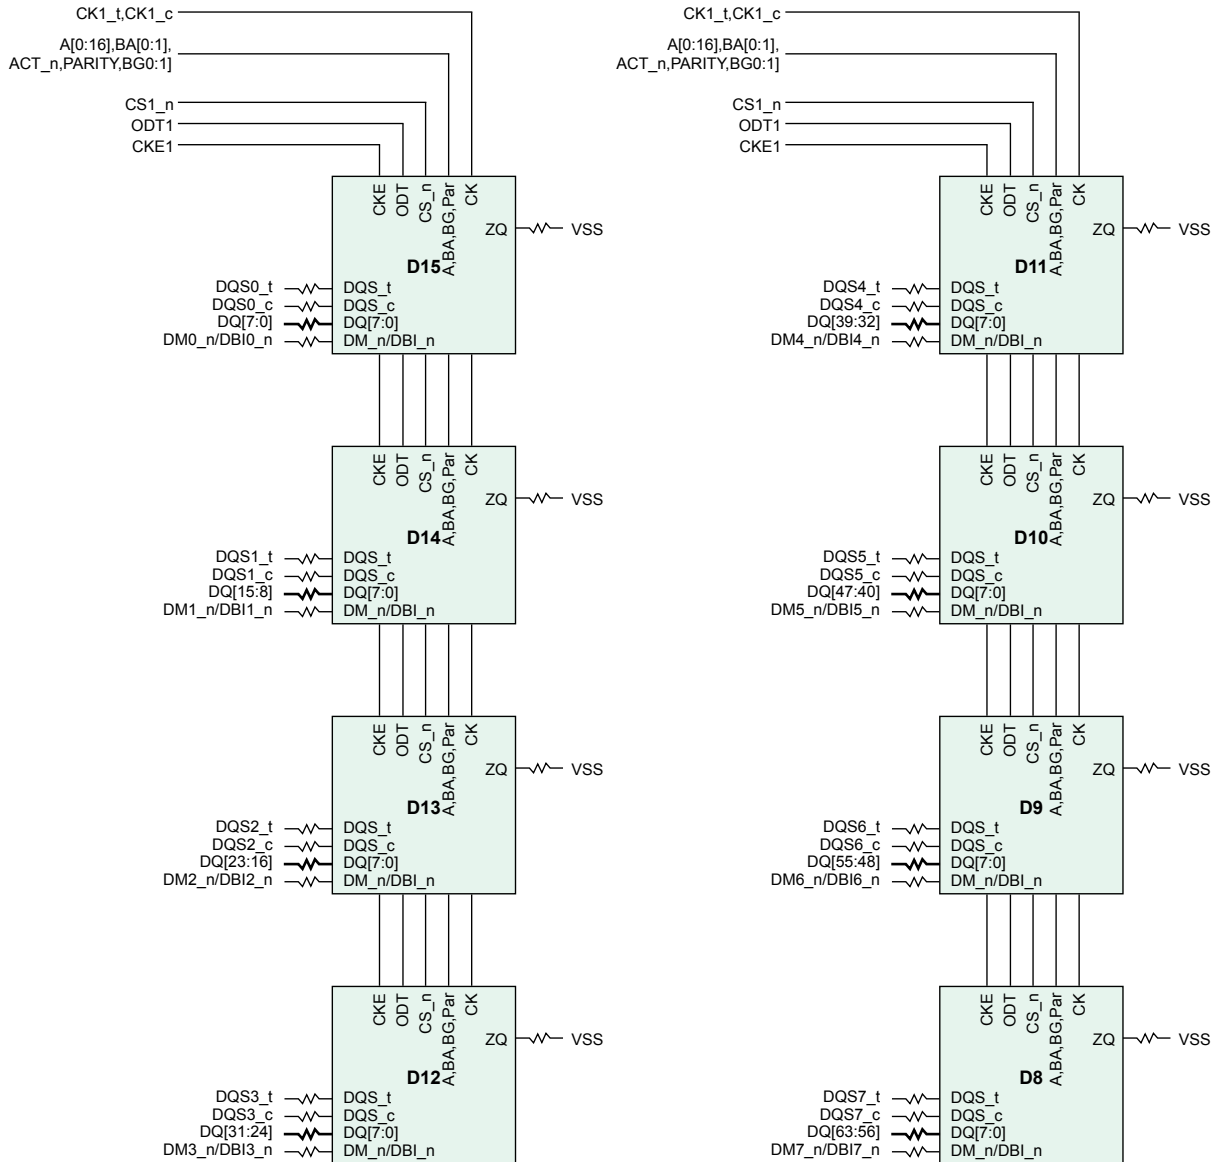 CK1_t,CK1_c
A[0:16],BA[0:1],
ACT_n,PARITY,BG0:1]
CS1_n
ODT1
CKE1
CKE
ODT
CS_n
A,BA,BG,Par
CK
ZQ
VSS
D15
DQS0_t DQS_t
DQS0_c DQS_c
DQ[7:0] DQ[7:0]
DM0_n/DBI0_n DM_n/DBI_n
CKE
ODT
CS_n
A,BA,BG,Par
CK
ZQ
VSS
D14
DQS1_t DQS_t
DQS1_c DQS_c
DQ[15:8] DQ[7:0]
DM1_n/DBI1_n DM_n/DBI_n
CKE
ODT
CS_n
A,BA,BG,Par
CK
ZQ
VSS
D13
DQS2_t DQS_t
DQS2_c DQS_c
DQ[23:16] DQ[7:0]
DM2_n/DBI2_n DM_n/DBI_n
CKE
ODT
CS_n
A,BA,BG,Par
CK
ZQ
VSS
D12
DQS3_t DQS_t
DQS3_c DQS_c
DQ[31:24] DQ[7:0]
DM3_n/DBI3_n DM_n/DBI_n
CK1_t,CK1_c
A[0:16],BA[0:1],
ACT_n,PARITY,BG0:1]
CS1_n
ODT1
CKE1
CKE
ODT
CS_n
A,BA,BG,Par
CK
ZQ
VSS
D11
DQS4_t DQS_t
DQS4_c DQS_c
DQ[39:32] DQ[7:0]
DM4_n/DBI4_n DM_n/DBI_n
CKE
ODT
CS_n
A,BA,BG,Par
CK
ZQ
VSS
D10
DQS5_t DQS_t
DQS5_c DQS_c
DQ[47:40] DQ[7:0]
DM5_n/DBI5_n DM_n/DBI_n
CKE
ODT
CS_n
A,BA,BG,Par
CK
ZQ
VSS
D9
DQS6_t DQS_t
DQS6_c DQS_c
DQ[55:48] DQ[7:0]
DM6_n/DBI6_n DM_n/DBI_n
CKE
ODT
CS_n
A,BA,BG,Par
CK
ZQ
VSS
D8
DQS7_t DQS_t
DQS7_c DQS_c
DQ[63:56] DQ[7:0]
DM7_n/DBI7_n DM_n/DBI_n